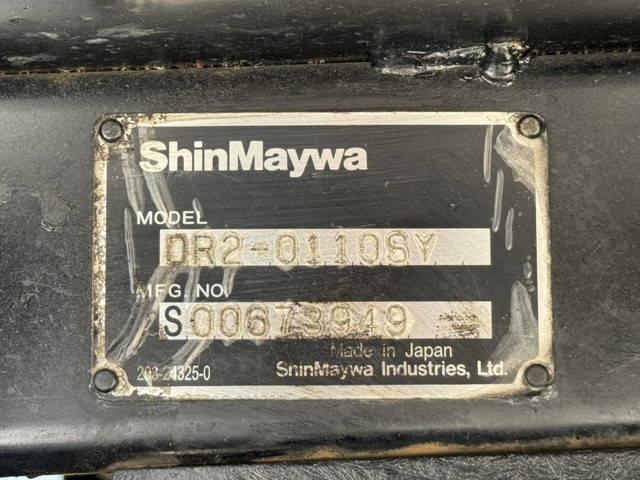 ShinMaywa
MODEL
DR2-0110SY
MFG. NO.
S00673949
Made in Japan
203-24325-0 ShinMaywa Industries, Ltd.